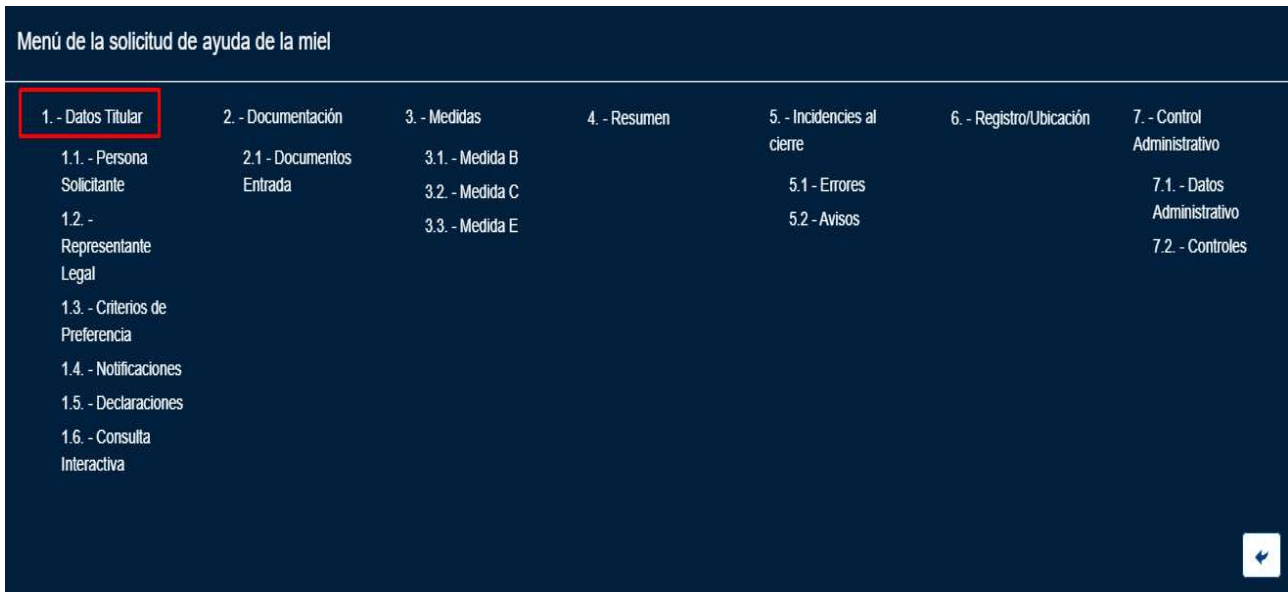 Menú de la solicitud de ayuda de la miel
1. - Datos Titular
1.1. - Persona
Solicitante
1.2. -
Representante
Legal
1.3. - Criterios de
Preferencia
1.4. - Notificaciones
1.5. - Declaraciones
1.6. - Consulta
Interactiva
2. - Documentación
2.1 - Documentos
Entrada
3. - Medidas
3.1. - Medida B
3.2. - Medida C
3.3. - Medida E
4. - Resumen
5. - Incidencies al
cierre
5.1 - Errores
5.2 - Avisos
6. - Registro/Ubicación
7. - Control
Administrativo
7.1. - Datos
Administrativo
7.2. - Controles